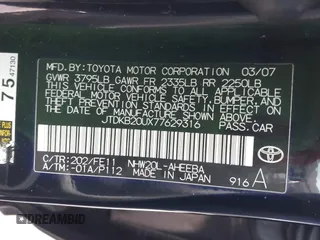 MFD.BY:TOYOTA MOTOR CORPORATION 03/07
GVWR 3795LB GAWR FR 2335LB RR 2250LB
THIS VEHICLE CONFORMS TO ALL APPLICABLE
FEDERAL MOTOR VEHICLE SAFETY, BUMPER, AND
THEFT PREVENTION STANDARDS IN EFFECT ON
THE DATE OF MANUFACTURE SHOWN ABOVE.
JTDKB20UX77629316 PASS.CAR
C/TR:202/FE11 NHW20L-AHEEBA
A/TM:-01A/P112 MADE IN JAPAN 916 A
TOYOTA
75
47130